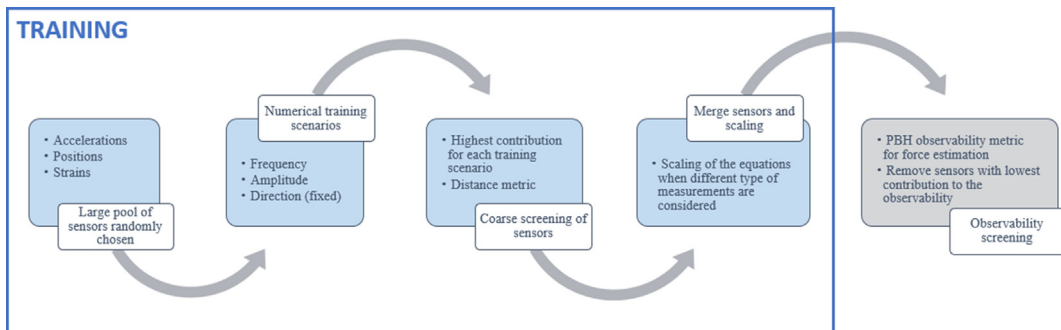 TRAINING
• Accelerations
• Positions
• Strains
Large pool of
sensors randomly
chosen
Numerical training
scenarios
• Frequency
• Amplitude
• Direction (fixed)
• Highest contribution
for each training
scenario
• Distance metric
Coarse screening of
sensors
Merge sensors and
scaling
• Scaling of the equations
when different type of
measurements are
considered
• PBH observability metric
for force estimation
• Remove sensors with lowest
contribution to the
observability
Observability
screening